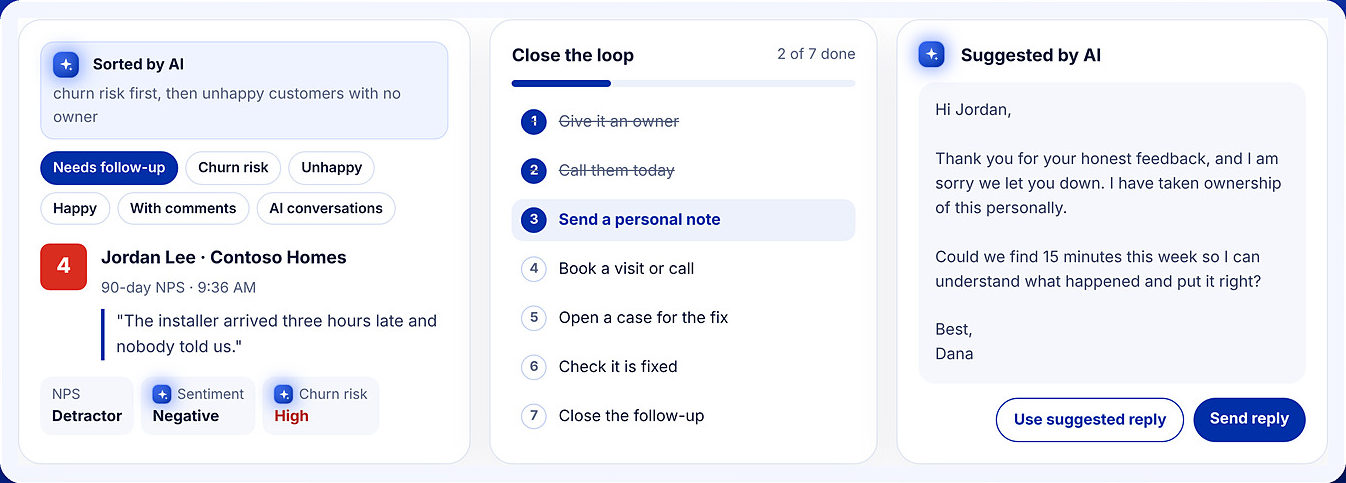 Sorted by AI
churn risk first, then unhappy customers with no
owner
Needs follow-up
Churn risk
Unhappy
Happy
With comments
AI conversations
4
Jordan Lee · Contoso Homes
90-day NPS · 9:36 AM
"The installer arrived three hours late and
nobody told us."
NPS
Detractor
Sentiment
Negative
Churn risk
High
Close the loop
2 of 7 done
1 Give it an owner
2 Call them today
3 Send a personal note
4 Book a visit or call
5 Open a case for the fix
6 Check it is fixed
7 Close the follow-up
Suggested by AI
Hi Jordan,
Thank you for your honest feedback, and I am
sorry we let you down. I have taken ownership
of this personally.
Could we find 15 minutes this week so I can
understand what happened and put it right?
Best,
Dana
Use suggested reply
Send reply